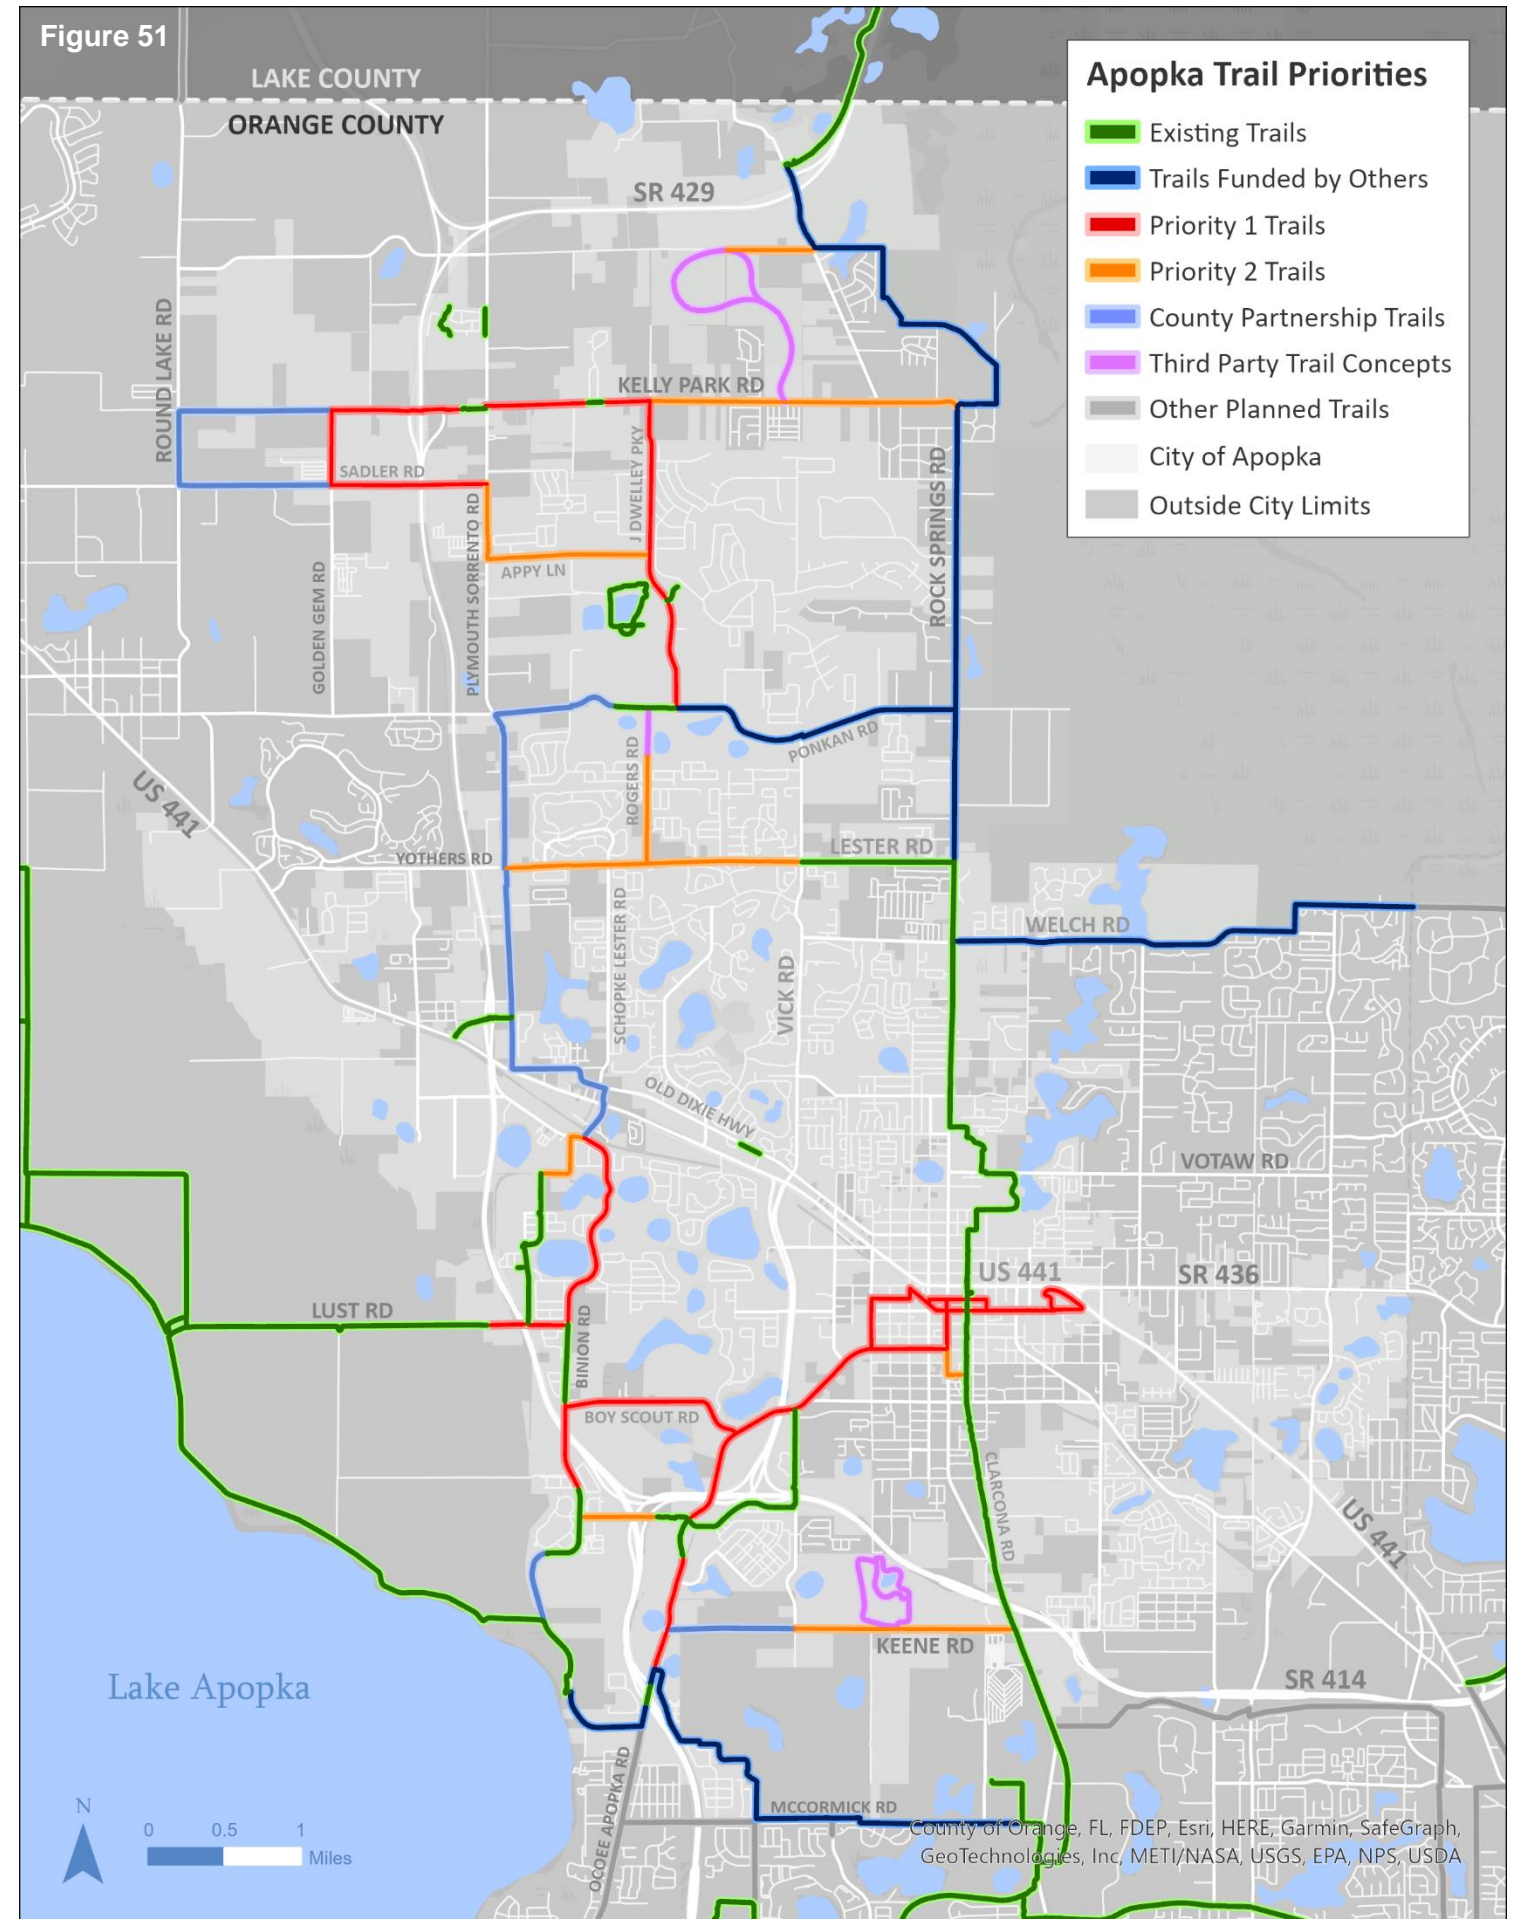 Figure 51
LAKE COUNTY
ORANGE COUNTY
Apopka Trail Priorities
Existing Trails
Trails Funded by Others
Priority 1 Trails
Priority 2 Trails
County Partnership Trails
Third Party Trail Concepts
Other Planned Trails
City of Apopka
Outside City Limits
SR 429
ROUND LAKE RD
KELLY PARK RD
J DWELLEY PKY
SADLER RD
ROCK SPRINGS RD
PLYMOUTH SORRENTO RD
GOLDEN GEM RD
APPY LN
PONKAN RD
ROGERS RD
US 441
YOTHERS RD
LESTER RD
WELCH RD
SCHOPKE LESTER RD
VICK RD
OLD DIXIE HWY
VOTAW RD
US 441
SR 436
LUST RD
BINION RD
BOY SCOUT RD
CLARCONA RD
US 441
KEENE RD
SR 414
Lake Apopka
OCOEE APOPKA RD
MCCORMICK RD
N
0 0.5 1
Miles
County of Orange, FL, FDEP, Esri, HERE, Garmin, SafeGraph,
GeoTechnologies, Inc, METI/NASA, USGS, EPA, NPS, USDA